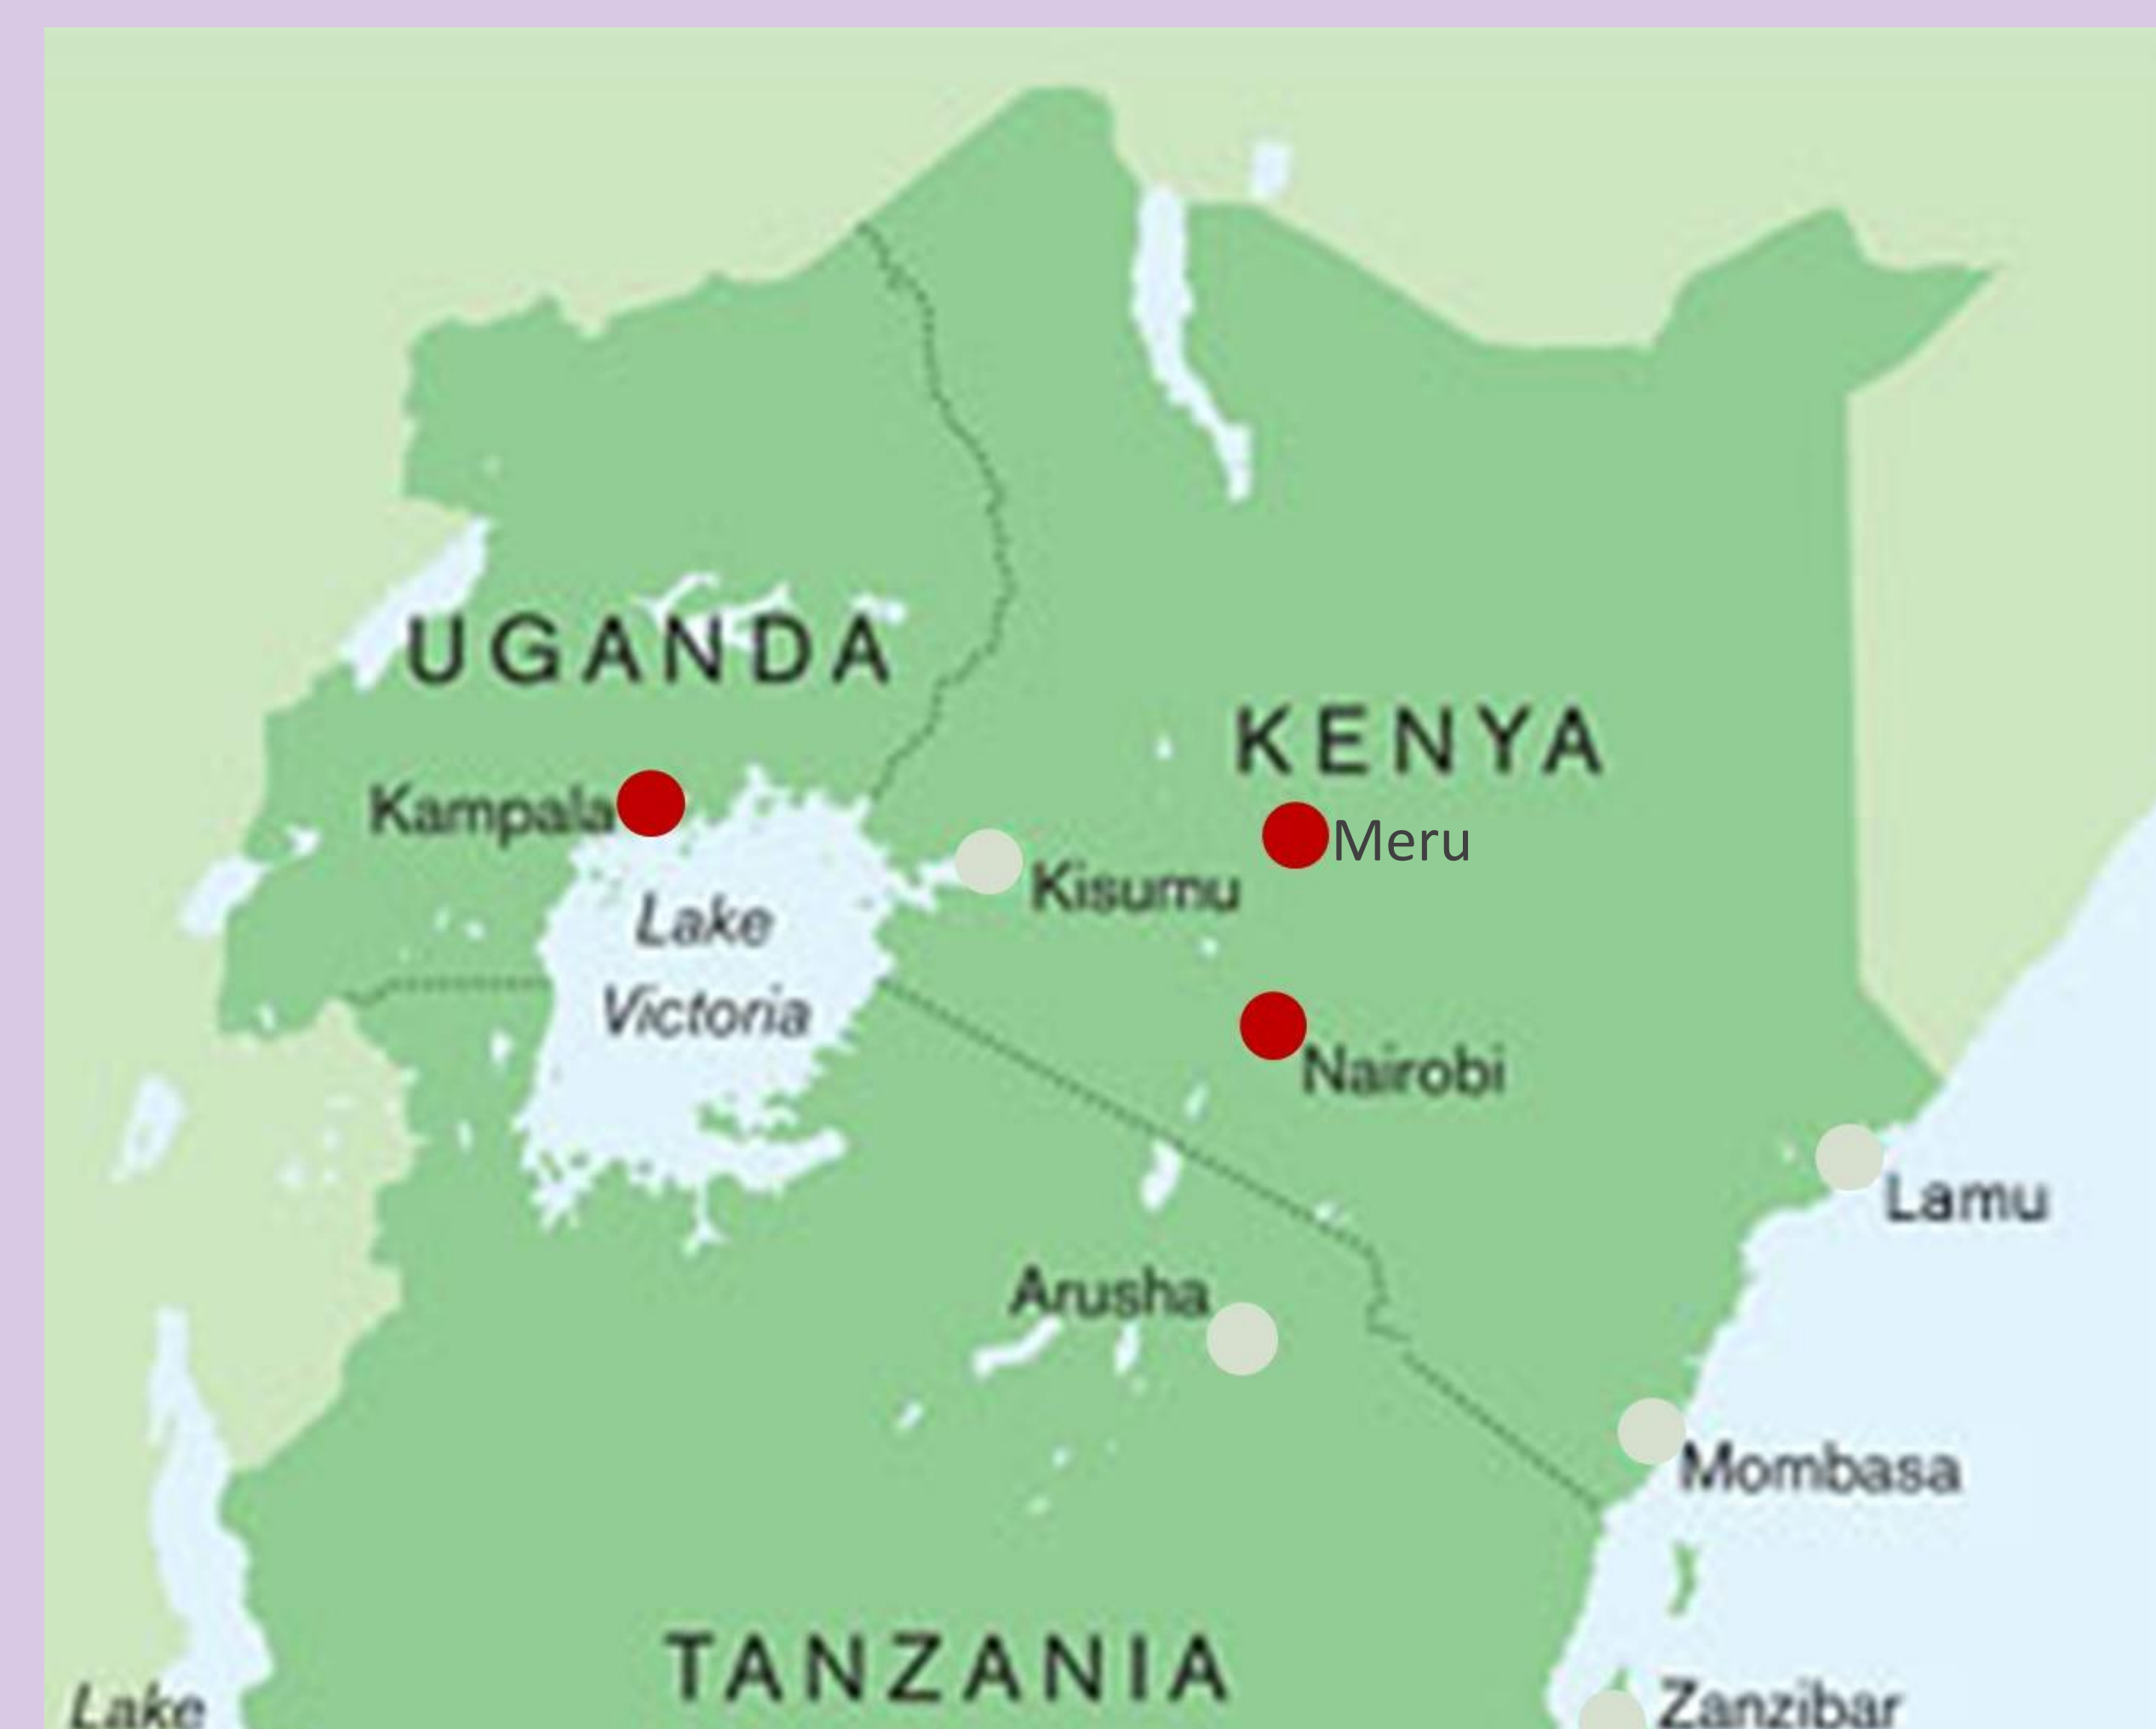 UGANDA
KENYA
Kampala
Meru
Kisumu
Lake
Victoria
Nairobi
Lamu
Arusha
Mombasa
TANZANIA
Lake
Zanzibar